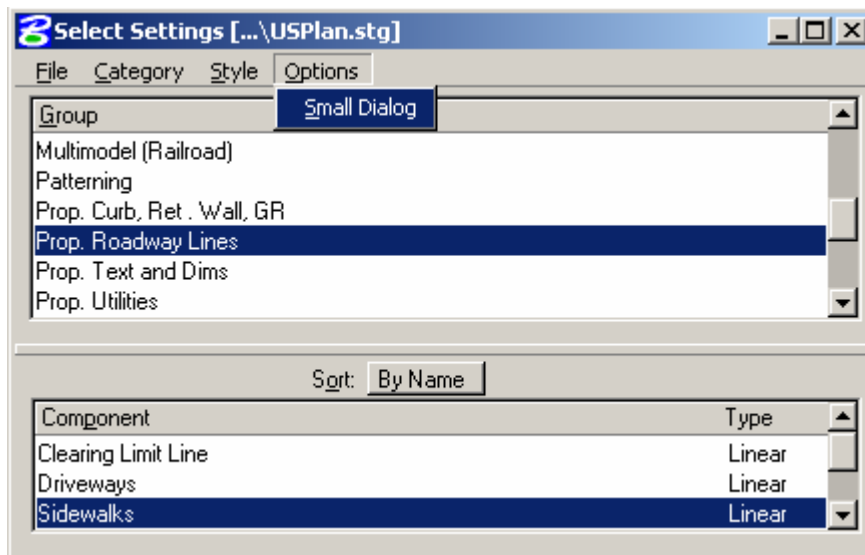 Select Settings [...\USPlan.stg]
File Category Style Options
Small Dialog
Group
Multimodel (Railroad)
Patterning
Prop. Curb, Ret . Wall, GR
Prop. Roadway Lines
Prop. Text and Dims
Prop. Utilities
Sort: By Name
Component Type
Clearing Limit Line Linear
Driveways Linear
Sidewalks Linear